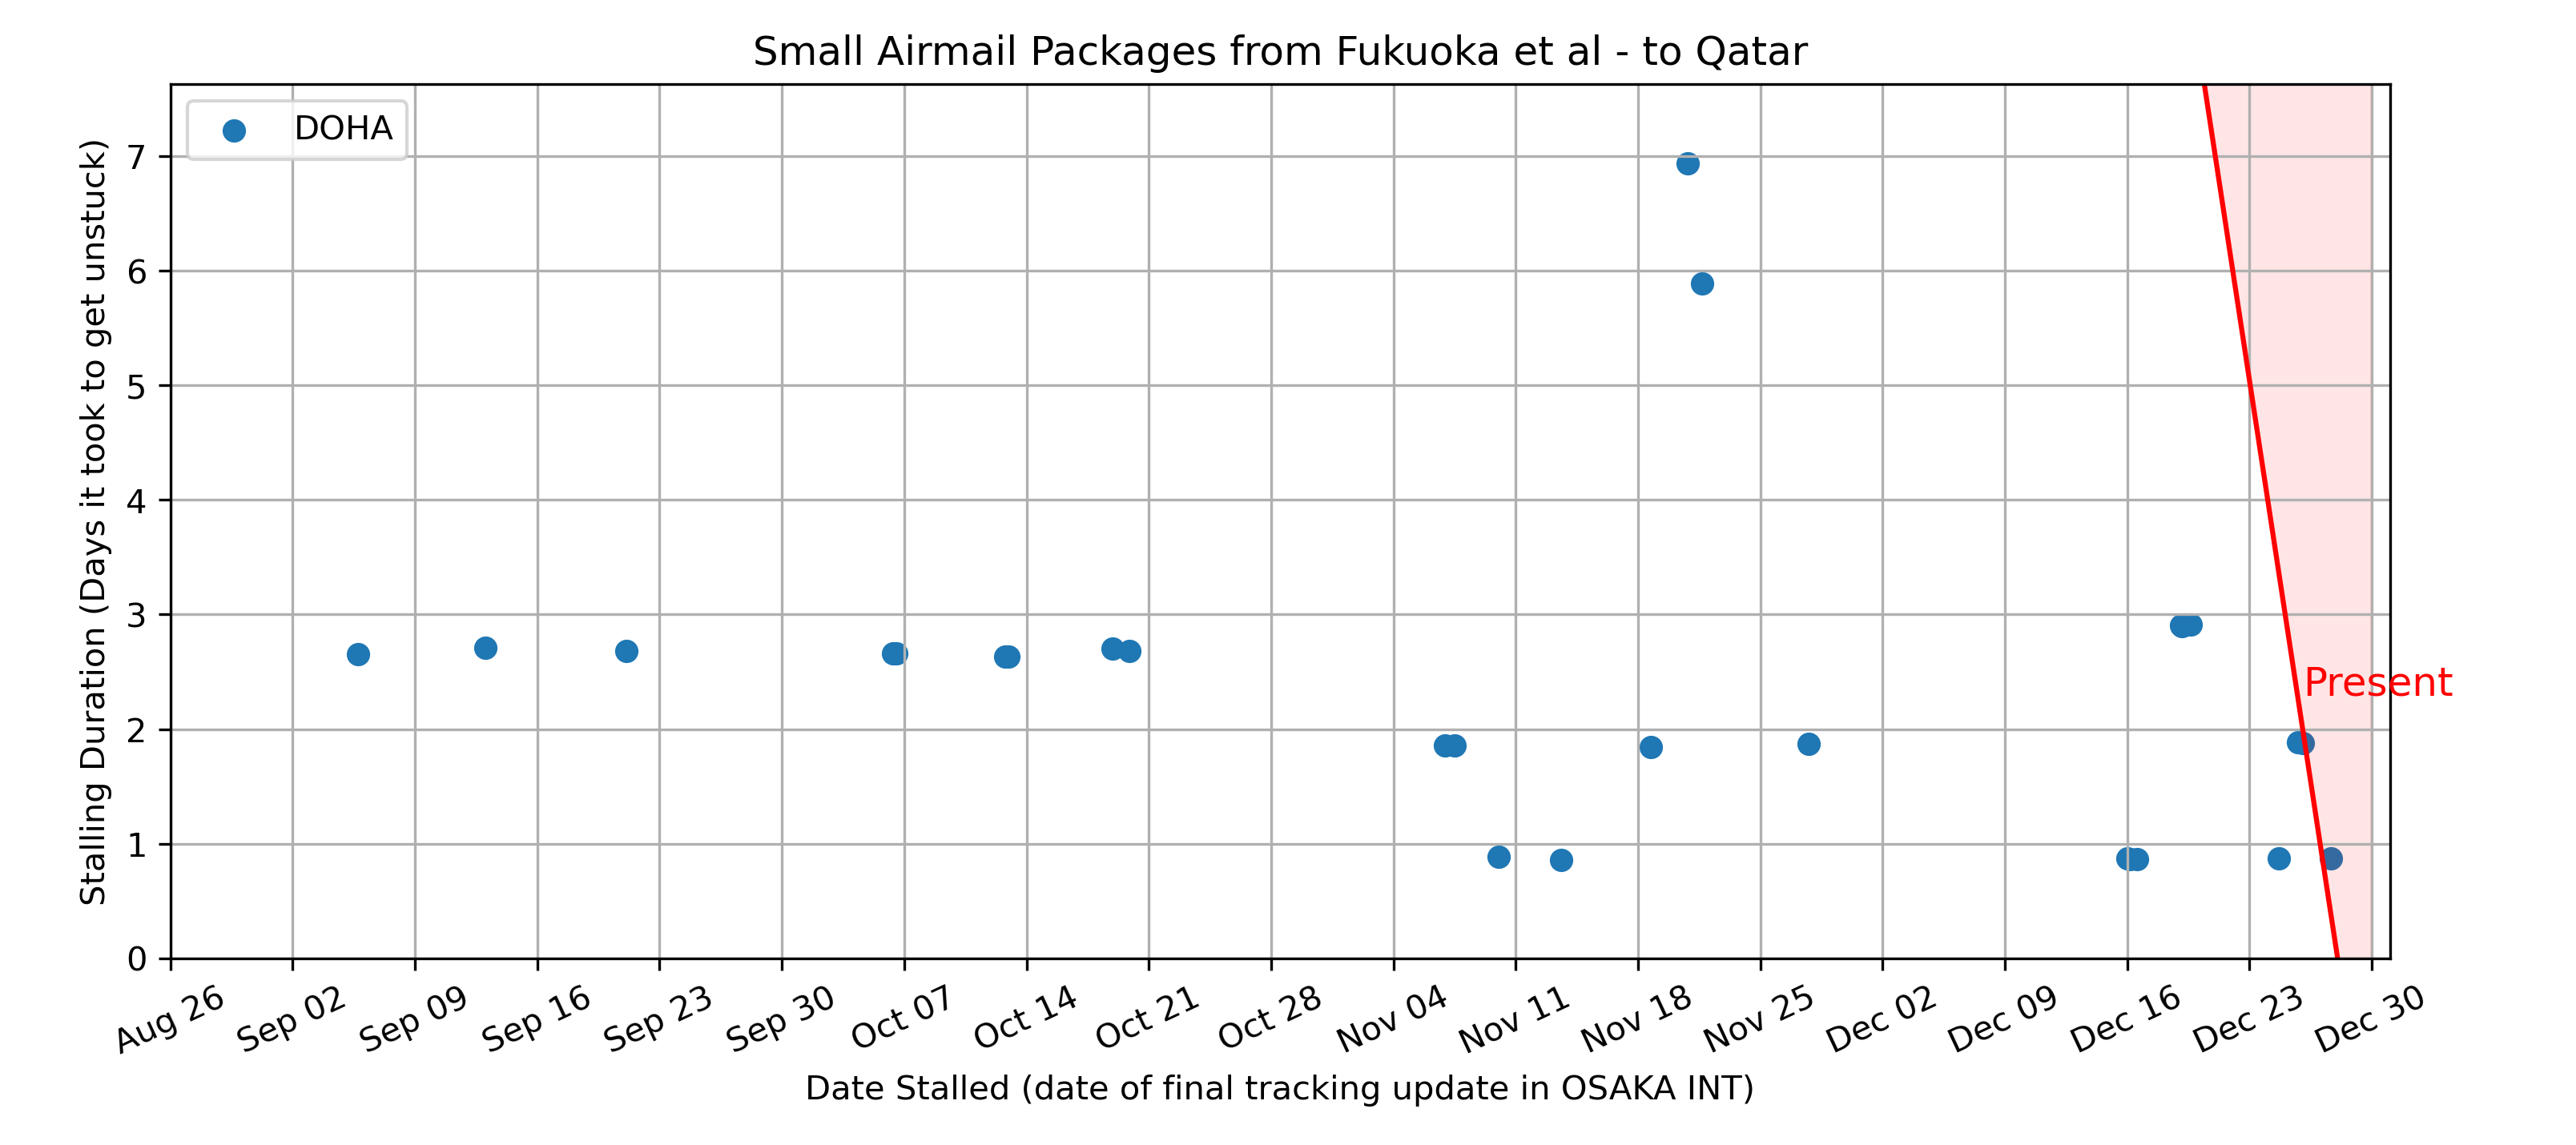 Small Airmail Packages from Fukuoka et al - to Qatar
DOHA
Stalling Duration (Days it took to get unstuck)
7
6
5
4
3
2
1
0
Present
Aug 26
Sep 02
Sep 09
Sep 16
Sep 23
Sep 30
Oct 07
Oct 14
Oct 21
Oct 28
Nov 04
Nov 11
Nov 18
Nov 25
Dec 02
Dec 09
Dec 16
Dec 23
Dec 30
Date Stalled (date of final tracking update in OSAKA INT)